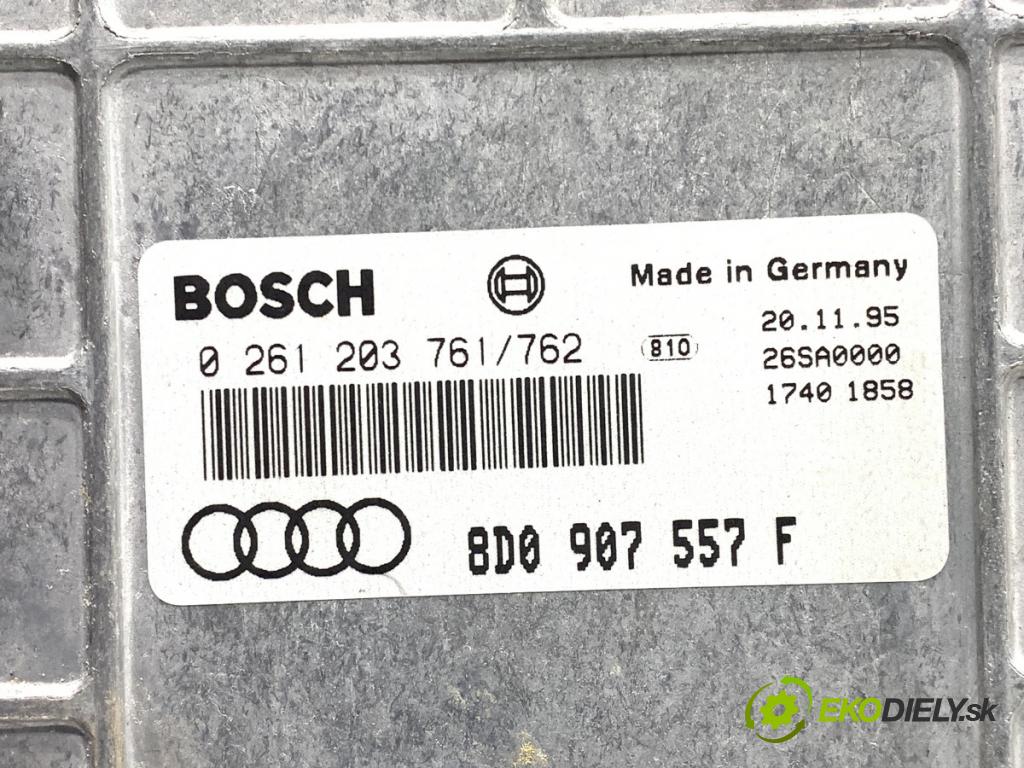 BOSCH
Made in Germany
0 261 203 761/762
810
20.11.95
26SA0000
1740 1858
8D0 907 557 F
EKODIELY.sk